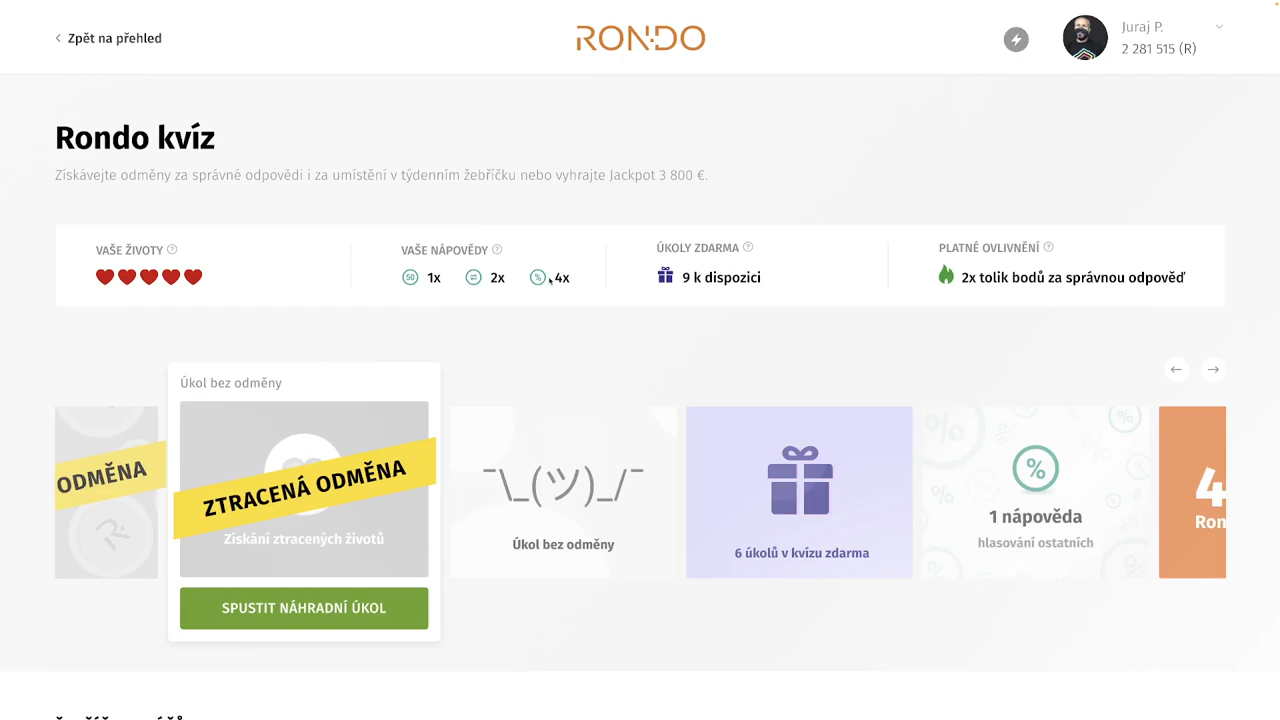 Zpět na přehled
RONDO
Juraj P.
2 281 515 (R)
Rondo kvíz
Získávejte odměny za správné odpovědi i za umístění v týdenním žebříčku nebo vyhrajte Jackpot 3 800 €.
VAŠE ŽIVOTY ?
VAŠE NÁPOVĚDY ?
50 1x
2x
% 4x
ÚKOLY ZDARMA ?
9 k dispozici
PLATNÉ OVLIVNĚNÍ ?
2x tolik bodů za správnou odpověď
← →
ODMĚNA
Úkol bez odměny
ZTRACENÁ ODMĚNA
Získání ztracených životů
SPUSTIT NÁHRADNÍ ÚKOL
¯\_(ツ)_/¯
Úkol bez odměny
6 úkolů v kvízu zdarma
%
1 nápověda
hlasování ostatních
4
Ron